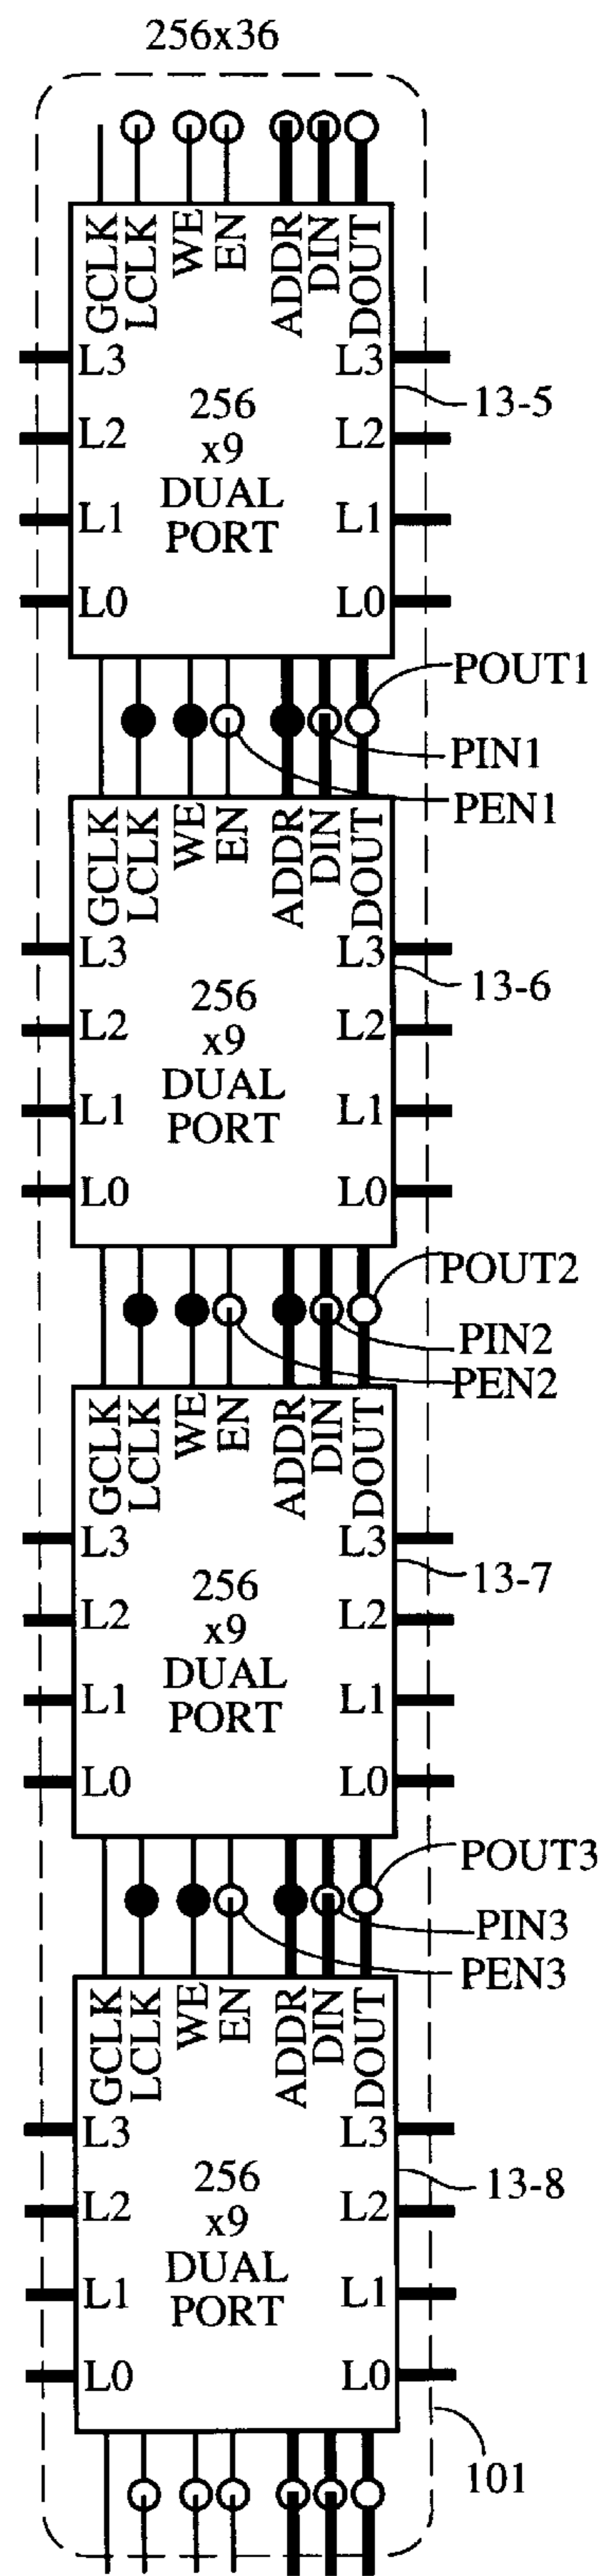 256x36
GCLK LCLK WE EN ADDR DIN DOUT
L3 L3
13-5
256
x9
DUAL
PORT
L2 L2
L1 L1
L0 L0
POUT1
PIN1
PEN1
GCLK LCLK WE EN ADDR DIN DOUT
L3 L3
13-6
256
x9
DUAL
PORT
L2 L2
L1 L1
L0 L0
POUT2
PIN2
PEN2
GCLK LCLK WE EN ADDR DIN DOUT
L3 L3
13-7
256
x9
DUAL
PORT
L2 L2
L1 L1
L0 L0
POUT3
PIN3
PEN3
GCLK LCLK WE EN ADDR DIN DOUT
L3 L3
13-8
256
x9
DUAL
PORT
L2 L2
L1 L1
L0 L0
101